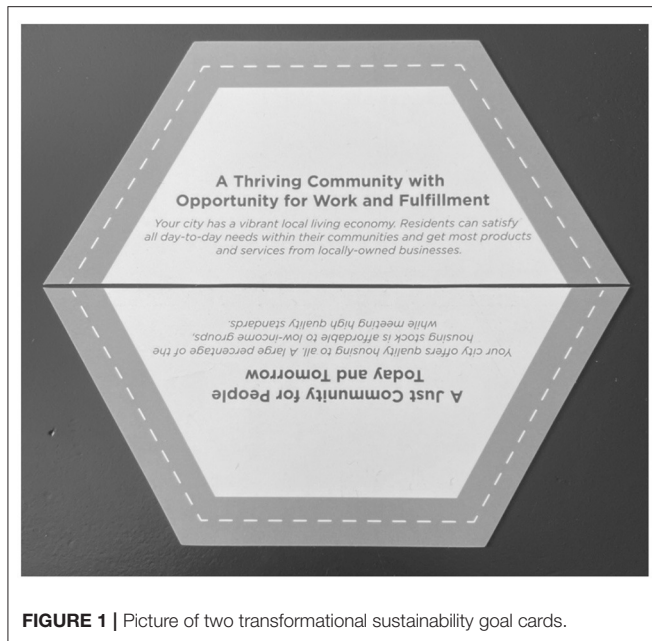 A Thriving Community with
Opportunity for Work and Fulfillment
Your city has a vibrant local living economy. Residents can satisfy
all day-to-day needs within their communities and get most products
and services from locally-owned businesses.
A Just Community for People
Today and Tomorrow
Your city offers quality housing to all. A large percentage of the
housing stock is affordable to low-income groups,
while meeting high quality standards.
FIGURE 1 | Picture of two transformational sustainability goal cards.